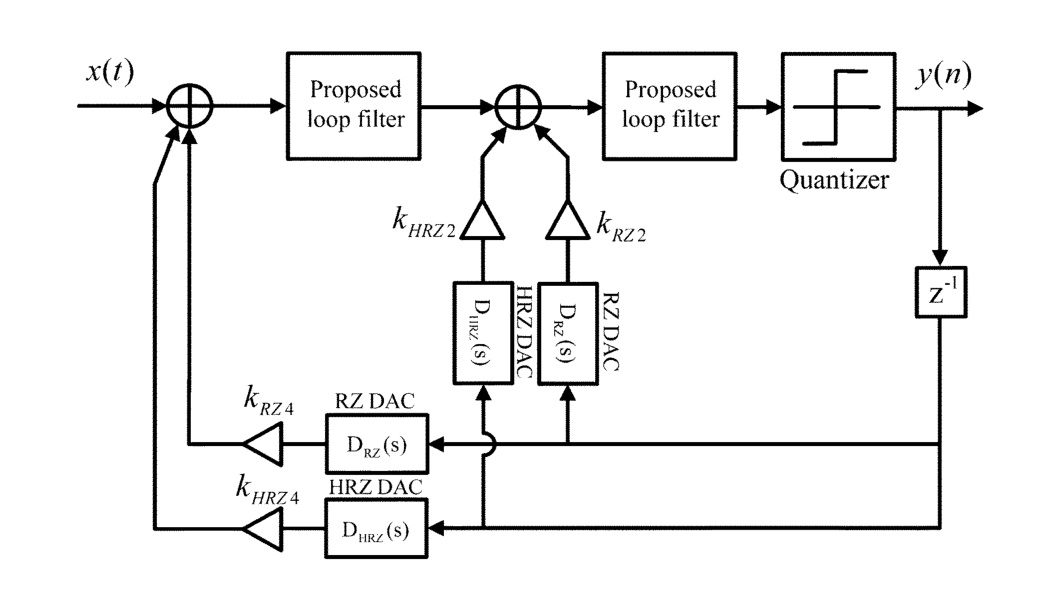 x(t)
Proposed
loop filter
Proposed
loop filter
y(n)
Quantizer
k_{HRZ2}
k_{RZ2}
z^{-1}
D_{HRZ}(s)
HRZ DAC
D_{RZ}(s)
RZ DAC
k_{RZ4}
RZ DAC
D_{RZ}(s)
k_{HRZ4}
HRZ DAC
D_{HRZ}(s)